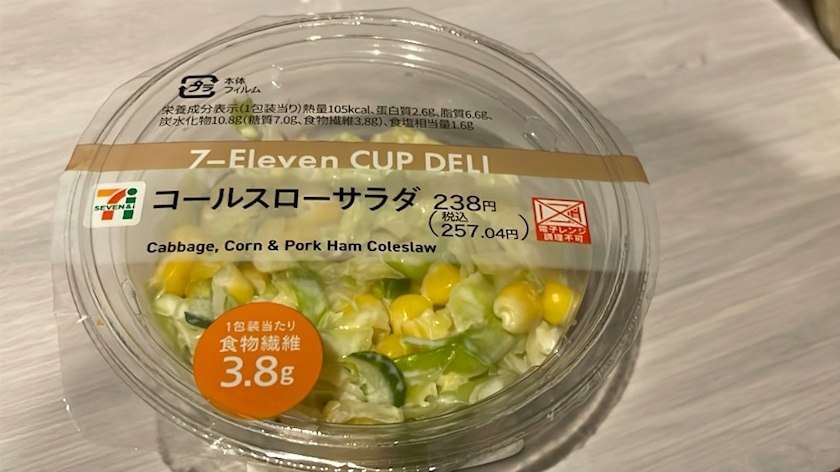 プラ
本体
フィルム
栄養成分表示(1包装当り)熱量105kcal、蛋白質2.6g、脂質6.6g、
炭水化物10.8g(糖質7.0g、食物繊維3.8g)、食塩相当量1.6g
7-Eleven CUP DELI
SEVEN&i
コールスローサラダ 238円
(税込
257.04円)
電子レンジ
調理不可
Cabbage, Corn & Pork Ham Coleslaw
1包装当たり
食物繊維
3.8g